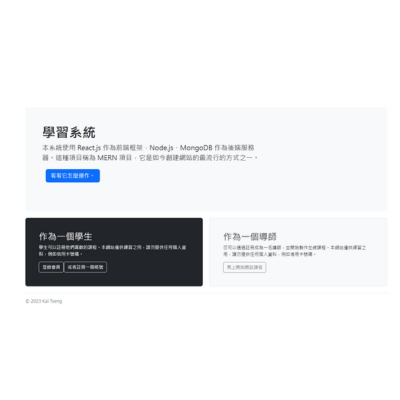 學習系統
本系統使用 React.js 作為前端框架、Node.js、MongoDB 作為後端服務
器。這種項目稱為 MERN 項目，它是如今創建網站的最流行的方式之一。
看看它怎麼運作。
作為一個學生
學生可以註冊他們喜歡的課程。本網站僅供練習之用，請勿提供任何個人資
料，例如信用卡號碼。
登錄會員 或者註冊一個帳號
作為一個導師
您可以通過註冊成為一名講師，並開始製作在線課程。本網站僅供練習之
用，請勿提供任何個人資料，例如信用卡號碼。
馬上開始開設課程
© 2023 Kai Tseng